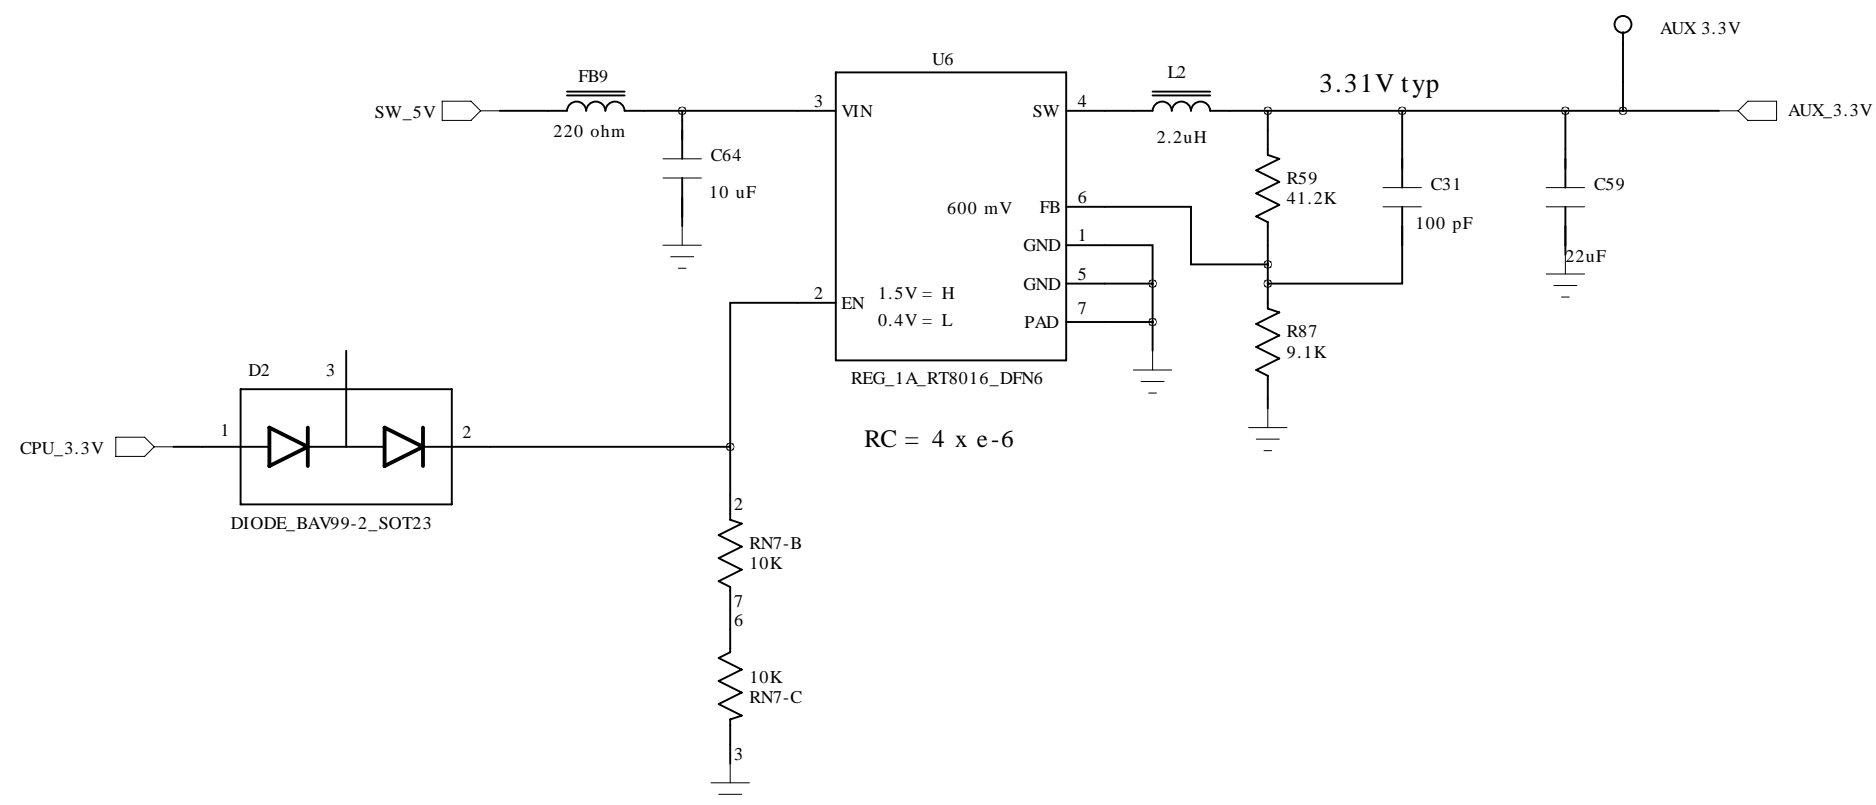 AUX 3.3V
U6
FB9
L2
3.31V typ
SW_5V
3
VIN
SW
4
AUX_3.3V
220 ohm
2.2uH
C64
10 uF
R59
41.2K
C31
100 pF
C59
22uF
600 mV
FB
6
GND
1
GND
5
PAD
7
2
EN
1.5V = H
0.4V = L
R87
9.1K
REG_1A_RT8016_DFN6
D2
3
CPU_3.3V
1
2
RC = 4 x e-6
DIODE_BAV99-2_SOT23
2
RN7-B
10K
7
6
10K
RN7-C
3